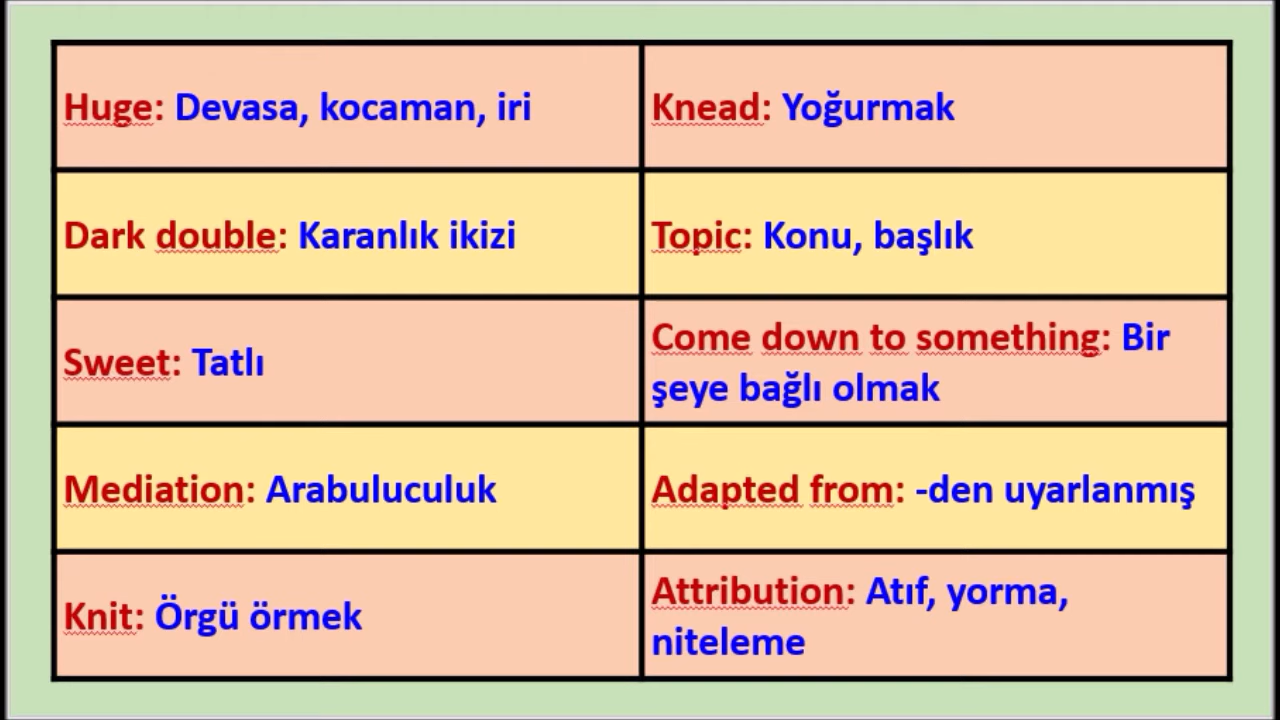 Huge: Devasa, kocaman, iri
Knead: Yoğurmak
Dark double: Karanlık ikizi
Topic: Konu, başlık
Sweet: Tatlı
Come down to something: Bir
şeye bağlı olmak
Mediation: Arabuluculuk
Adapted from: -den uyarlanmış
Knit: Örgü örmek
Attribution: Atıf, yorma,
niteleme